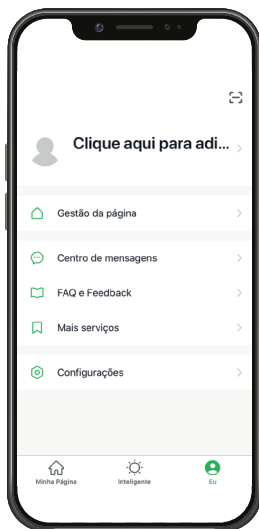 Clique aqui para adi...
Gestão da página
Centro de mensagens
FAQ e Feedback
Mais serviços
Configurações
Minha Página
Inteligente
Eu